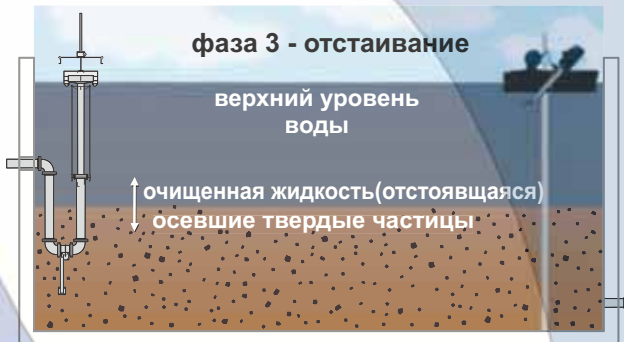 фаза 3 - отстаивание
верхний уровень
воды
очищенная жидкость(отстоявщаяся)
осевшие твердые частицы